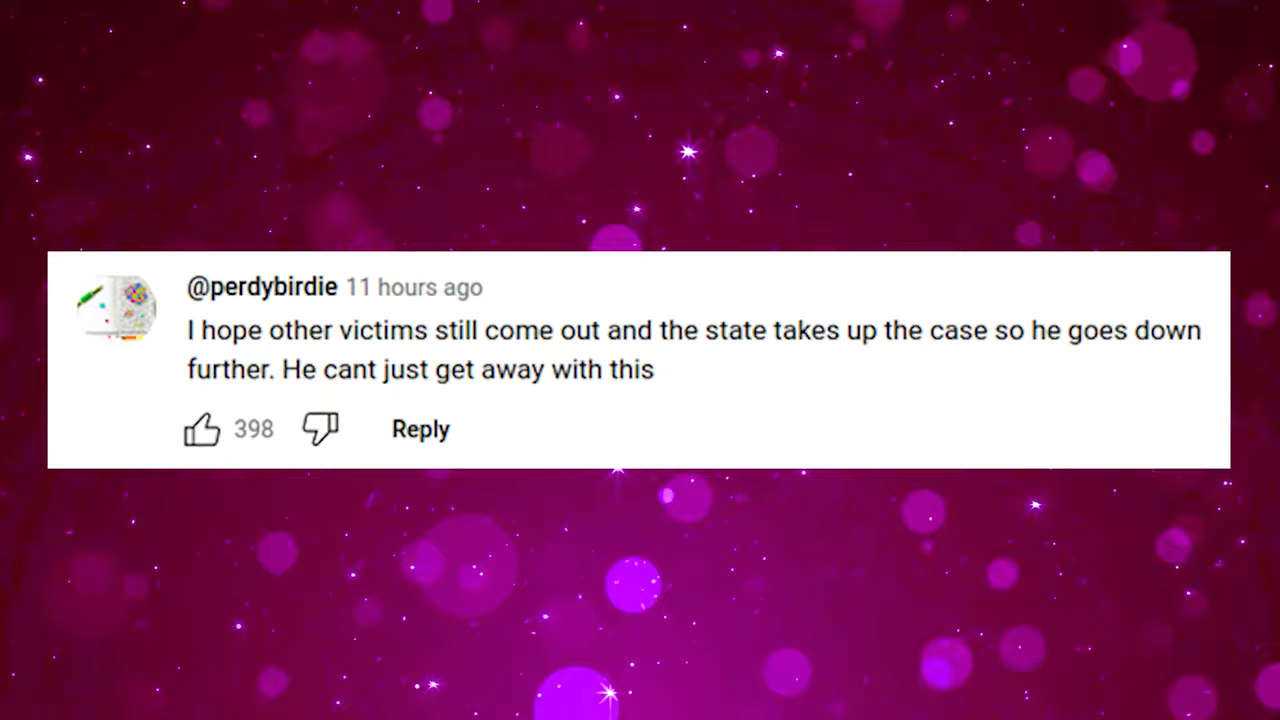 @perdybirdie 11 hours ago
I hope other victims still come out and the state takes up the case so he goes down
further. He cant just get away with this
398 Reply